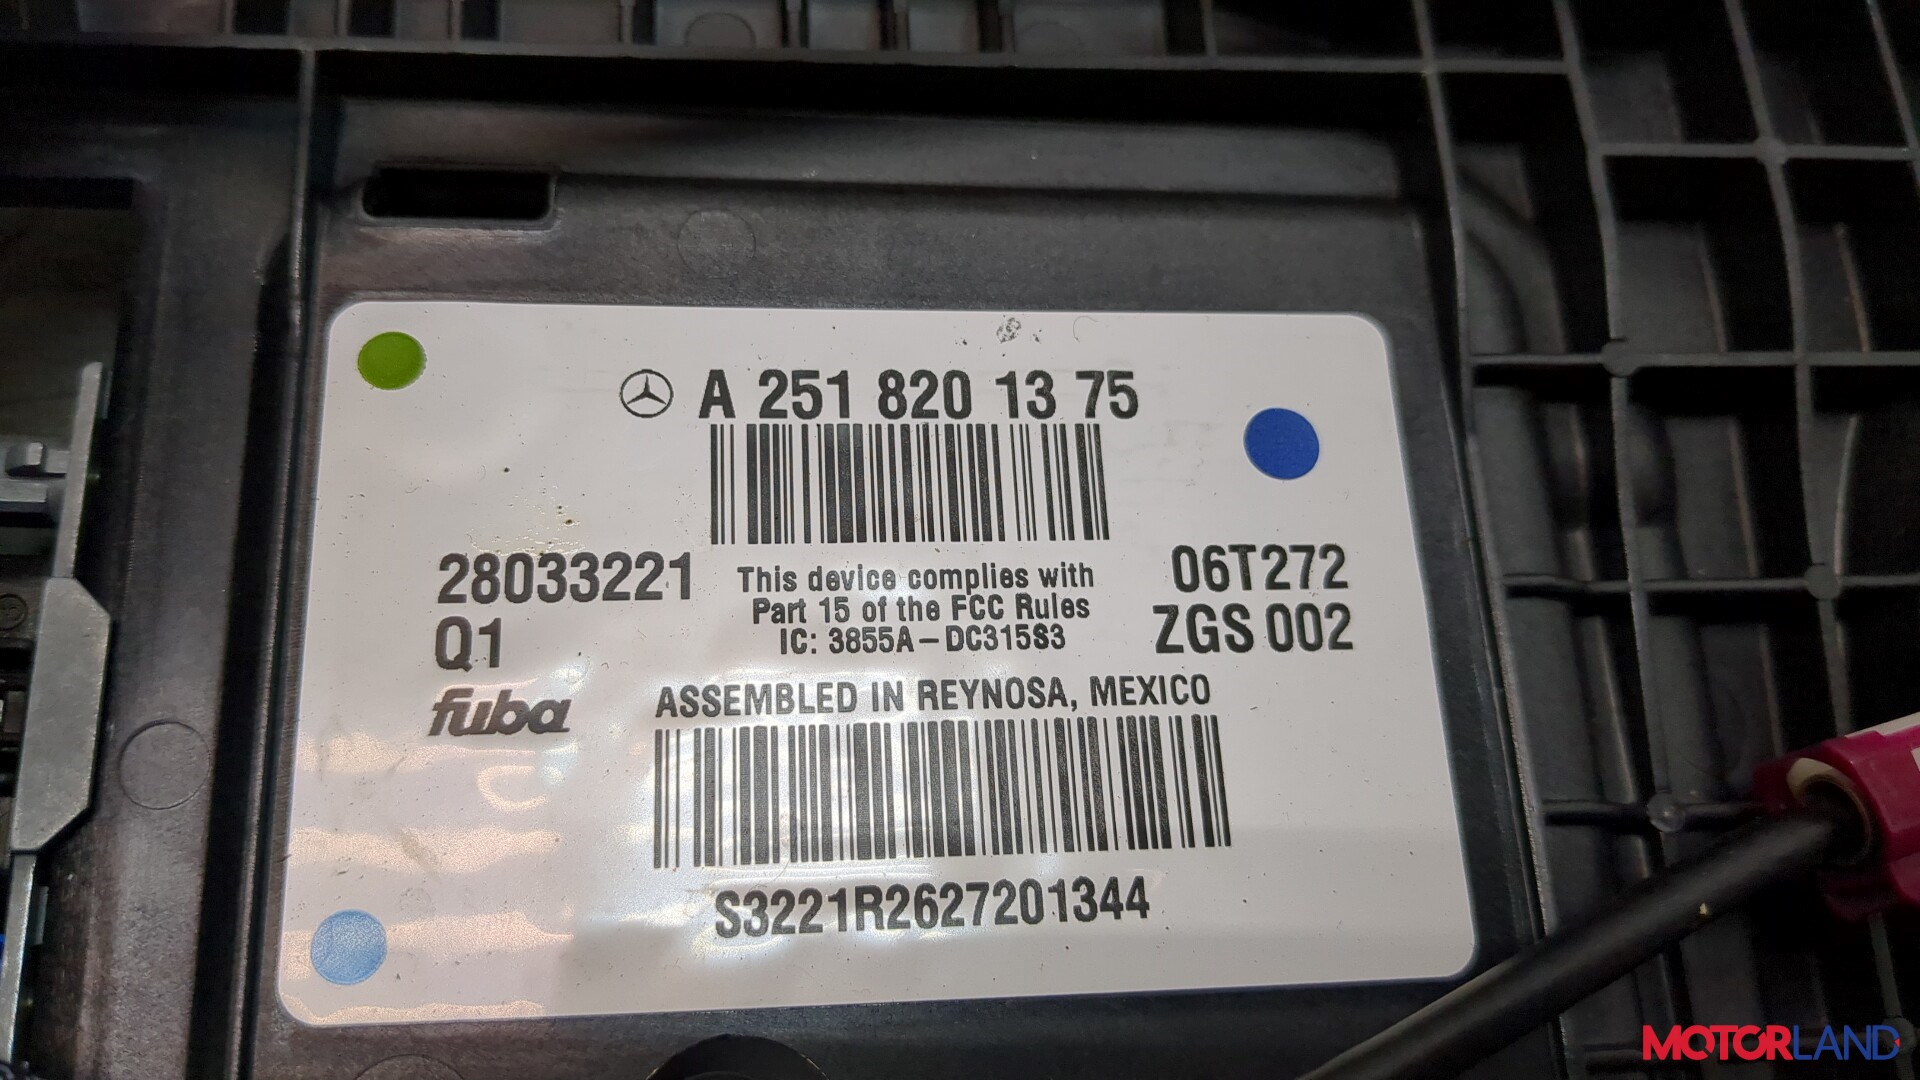 A 251 820 13 75
28033221
Q1
fuba
This device complies with
Part 15 of the FCC Rules
IC: 3855A-DC315S3
06T272
ZGS 002
ASSEMBLED IN REYNOSA, MEXICO
S3221R2627201344
MOTORLAND